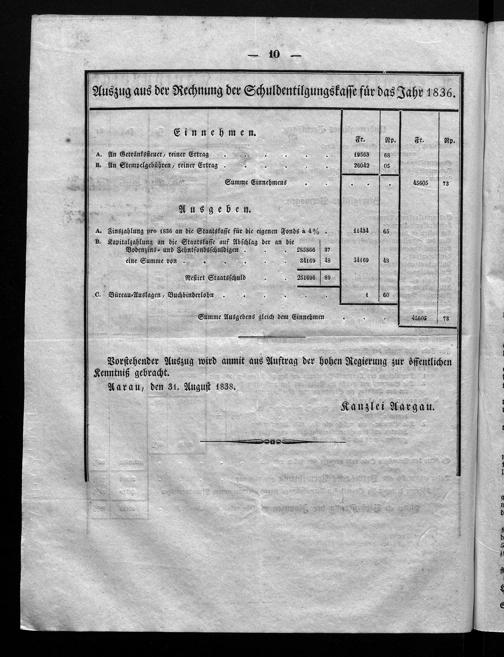 — 10 —
Auszug aus der Rechnung der Schuldentilgungskasse für das Jahr 1836.
Einnehmen. Fr. Rp. Fr. Rp.
A. An Getränksteuer, reiner Ertrag . . . . . 19563 68
B. An Stempelgebühren, reiner Ertrag . . . . . 26042 05
Summe Einnehmens . . . . 45605 73
Ausgeben.
A. Einzahlung pro 1836 an die Staatskasse für die eigenen Fonds à 4% . . 11434 65
B. Kapitalzahlung an die Staatskasse auf Abschlag der an die
Bodenzins- und Zehntfondsschuldigen . . . 285866 37
eine Summe von . . . . . 34169 48 34169 48
Restirt Staatsschuld . . 251696 89
C. Büreau-Auslagen, Buchbinderlohn . . . . . 1 60
Summe Ausgebens gleich dem Einnehmen . . . . 45605 73
Vorstehender Auszug wird anmit aus Auftrag der hohen Regierung zur öffentlichen
Kenntniß gebracht.
Aarau, den 31. August 1838.
Kanzlei Aargau.